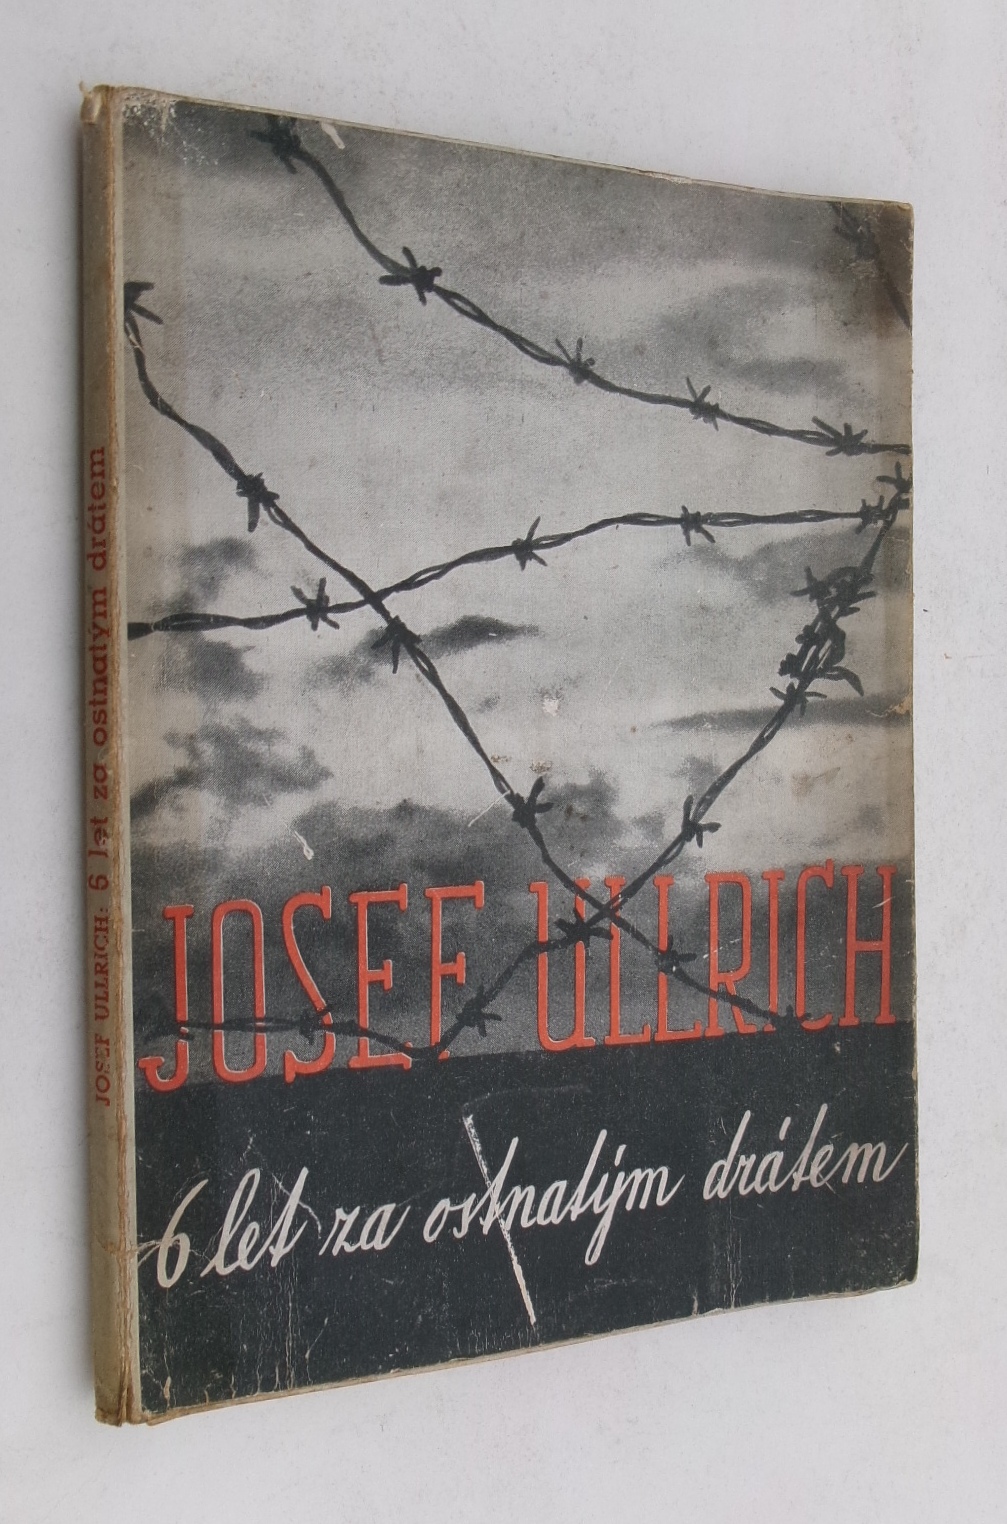 JOSEF ULLRICH: 6 let za ostnatým drátem
JOSEF ULLRICH
6 let za ostnatým drátem